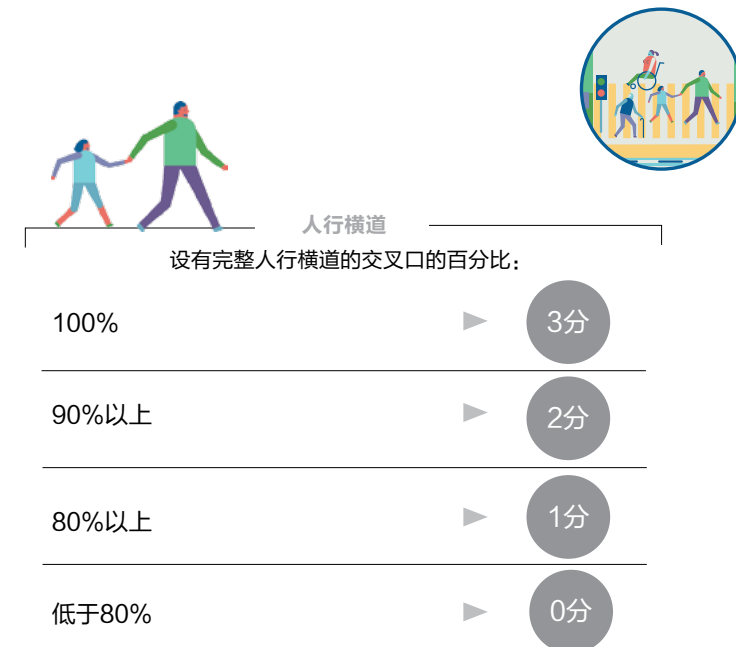 人行横道
设有完整人行横道的交叉口的百分比：
100%
3分
90%以上
2分
80%以上
1分
低于80%
0分